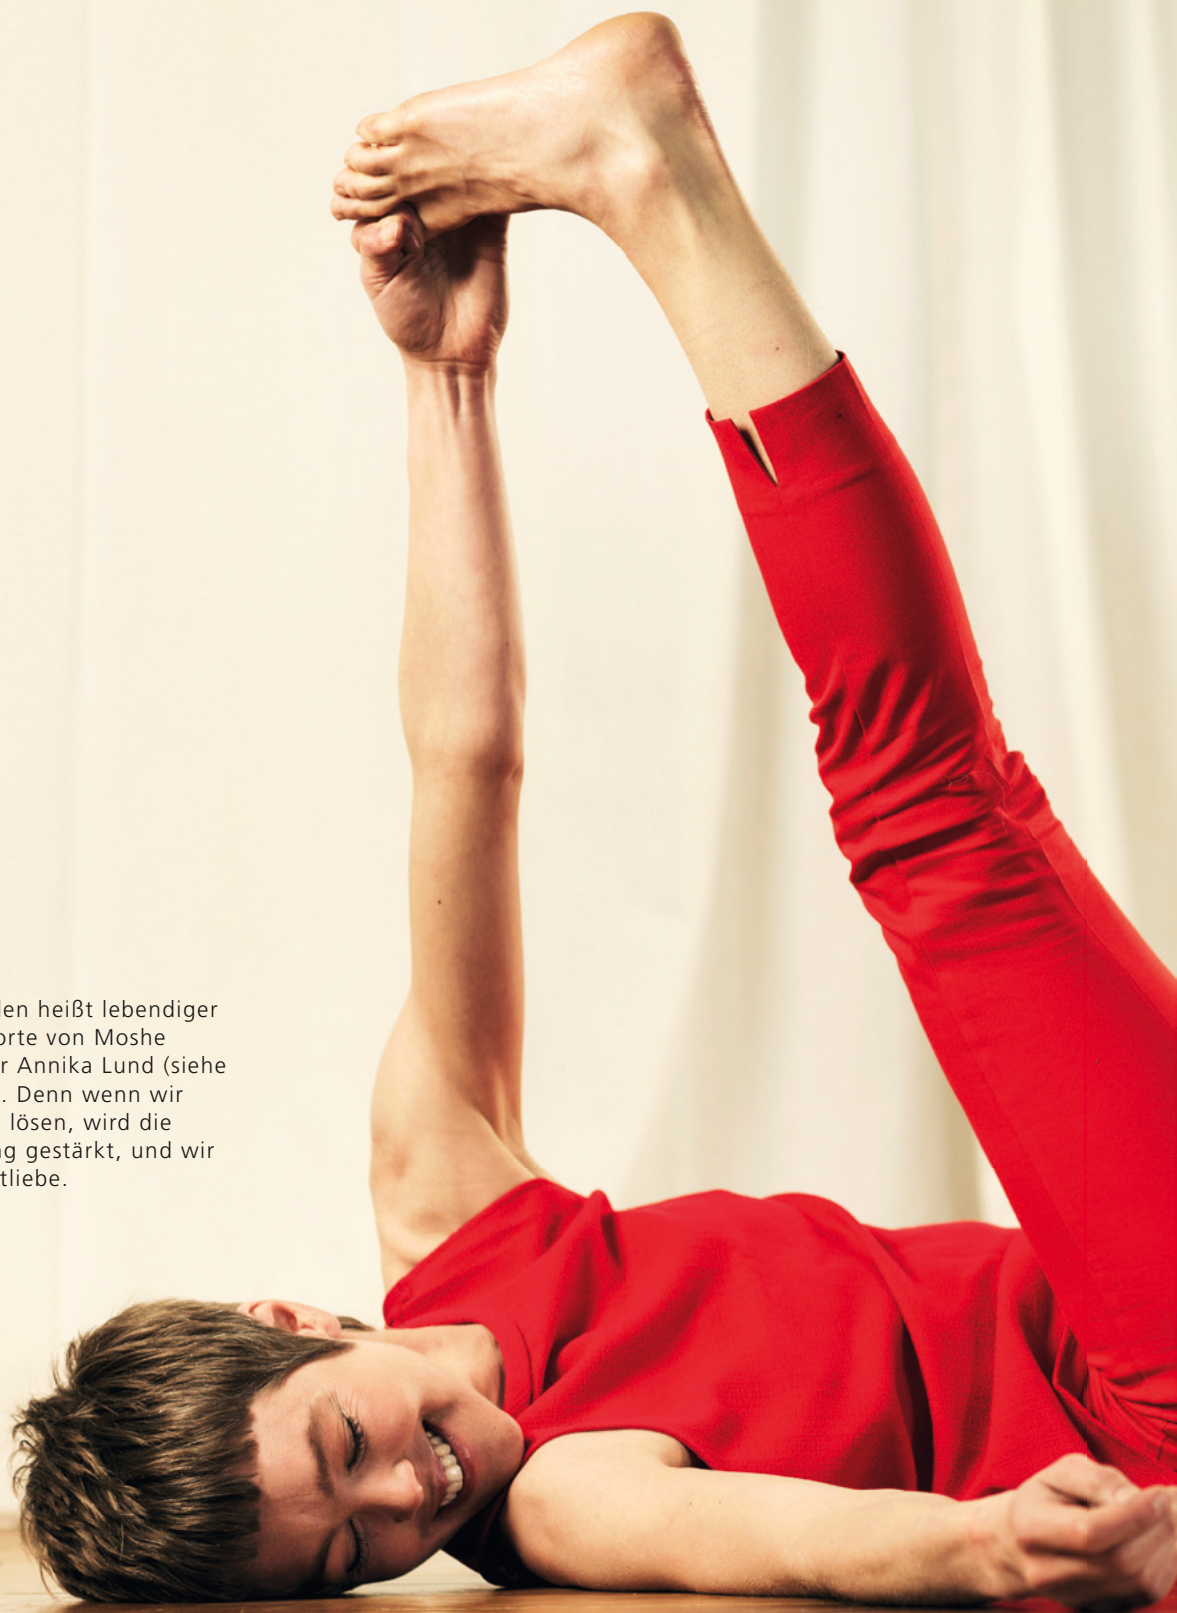 den heißt lebendiger
orte von Moshe
r Annika Lund (siehe
. Denn wenn wir
lösen, wird die
ng gestärkt, und wir
tliebe.